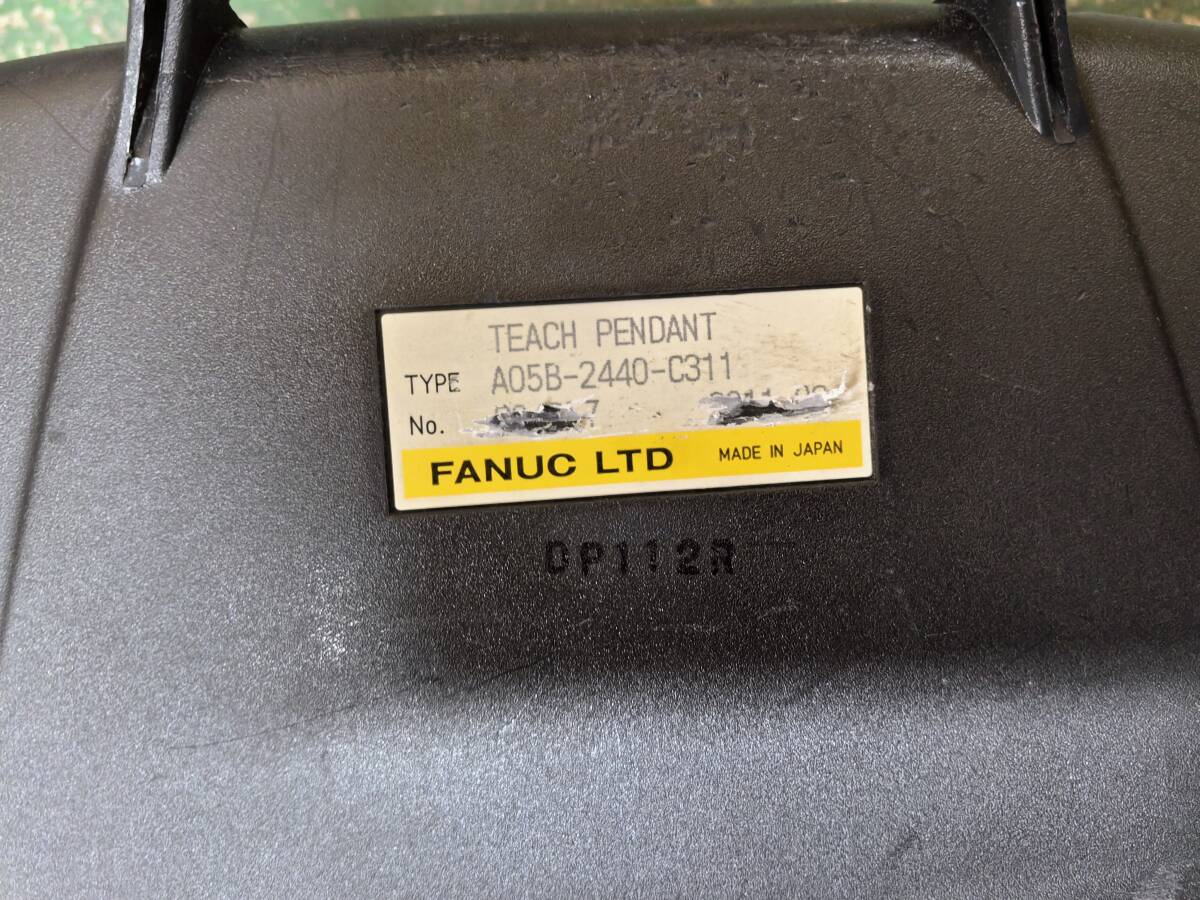 TEACH PENDANT
TYPE A05B-2440-C311
No.
FANUC LTD MADE IN JAPAN
DP112R